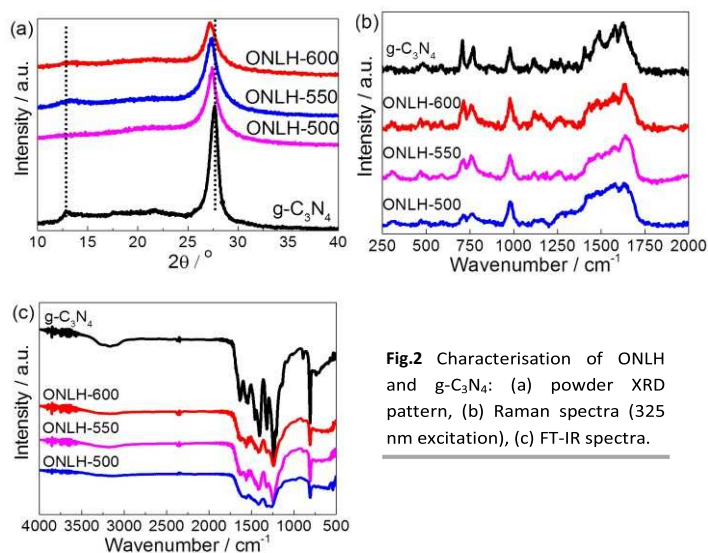 (a)
ONLH-600
ONLH-550
ONLH-500
g-C₃N₄
Intensity / a.u.
10 15 20 25 30 35 40
2θ / °
(b)
g-C₃N₄
ONLH-600
ONLH-550
ONLH-500
Intensity / a.u.
250 500 750 1000 1250 1500 1750 2000
Wavenumber / cm⁻¹
(c)
g-C₃N₄
ONLH-600
ONLH-550
ONLH-500
Intensity / a.u.
4000 3500 3000 2500 2000 1500 1000 500
Wavenumber / cm⁻¹
Fig.2 Characterisation of ONLH
and g-C₃N₄: (a) powder XRD
pattern, (b) Raman spectra (325
nm excitation), (c) FT-IR spectra.